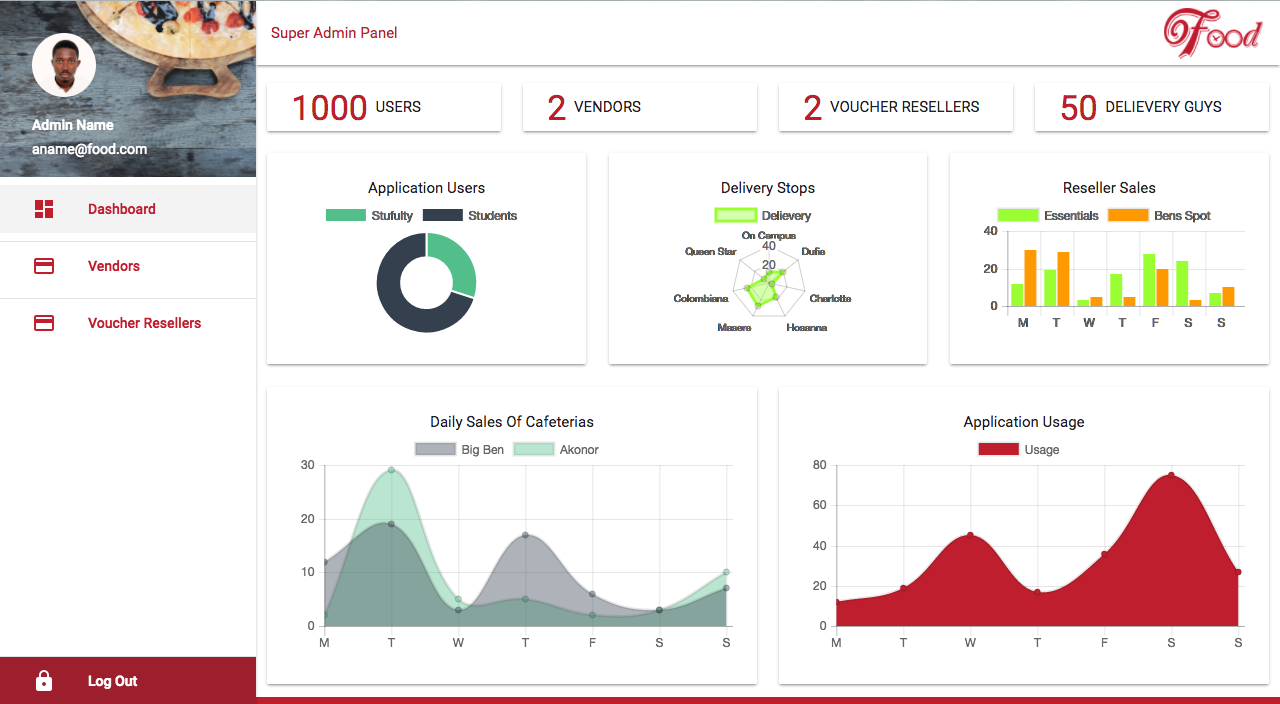 Admin Name
aname@food.com
Dashboard
Vendors
Voucher Resellers
Log Out
Super Admin Panel
Food
1000 USERS
2 VENDORS
2 VOUCHER RESELLERS
50 DELIEVERY GUYS
Application Users
Stufulty Students
Delivery Stops
Delievery
On Campus
40
Queen Star
Dufie
20
Colombiana
Charlotte
Masere
Hosanna
Reseller Sales
Essentials Bens Spot
40
20
0
M T W T F S S
Daily Sales Of Cafeterias
Big Ben Akonor
30
20
10
0
M T W T F S S
Application Usage
Usage
80
60
40
20
0
M T W T F S S